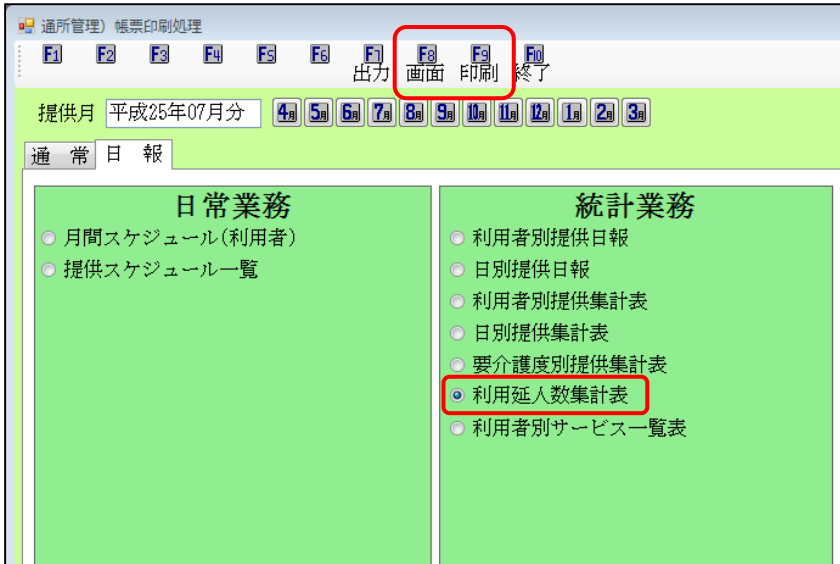 通所管理）帳票印刷処理
F1 F2 F3 F4 F5 F6 F7 F8 F9 F10
出力 画面 印刷 終了
提供月 平成25年07月分 4月 5月 6月 7月 8月 9月 10月 11月 12月 1月 2月 3月
通　常 日　報
日常業務
月間スケジュール(利用者)
提供スケジュール一覧
統計業務
利用者別提供日報
日別提供日報
利用者別提供集計表
日別提供集計表
要介護度別提供集計表
利用延人数集計表
利用者別サービス一覧表